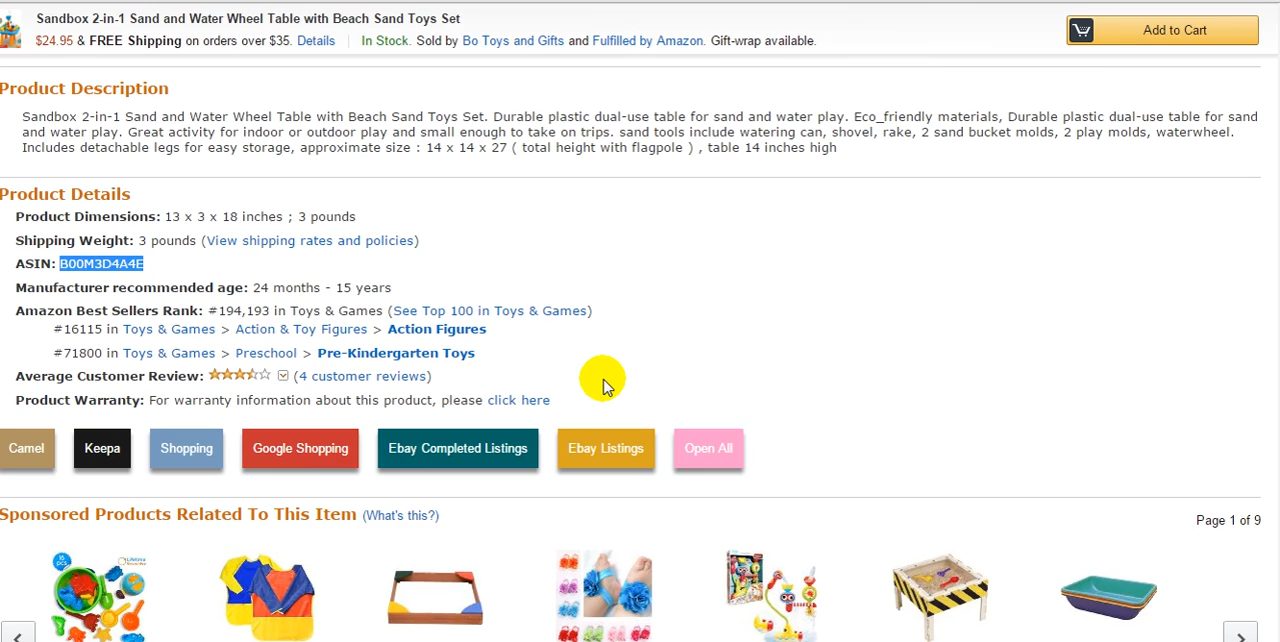 Sandbox 2-in-1 Sand and Water Wheel Table with Beach Sand Toys Set
$24.95 & FREE Shipping on orders over $35. Details In Stock. Sold by Bo Toys and Gifts and Fulfilled by Amazon. Gift-wrap available.
Add to Cart
Product Description
Sandbox 2-in-1 Sand and Water Wheel Table with Beach Sand Toys Set. Durable plastic dual-use table for sand and water play. Eco_friendly materials, Durable plastic dual-use table for sand
and water play. Great activity for indoor or outdoor play and small enough to take on trips. sand tools include watering can, shovel, rake, 2 sand bucket molds, 2 play molds, waterwheel.
Includes detachable legs for easy storage, approximate size : 14 x 14 x 27 ( total height with flagpole ) , table 14 inches high
Product Details
Product Dimensions: 13 x 3 x 18 inches ; 3 pounds
Shipping Weight: 3 pounds (View shipping rates and policies)
ASIN: B00M3D4A4E
Manufacturer recommended age: 24 months - 15 years
Amazon Best Sellers Rank: #194,193 in Toys & Games (See Top 100 in Toys & Games)
#16115 in Toys & Games > Action & Toy Figures > Action Figures
#71800 in Toys & Games > Preschool > Pre-Kindergarten Toys
Average Customer Review: (4 customer reviews)
Product Warranty: For warranty information about this product, please click here
Camel Keepa Shopping Google Shopping Ebay Completed Listings Ebay Listings Open All
Sponsored Products Related To This Item (What's this?)
Page 1 of 9